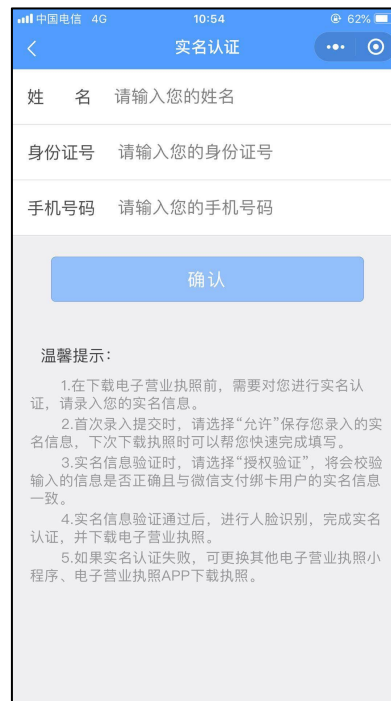 中国电信 4G 10:54 62%
实名认证
姓 名 请输入您的姓名
身份证号 请输入您的身份证号
手机号码 请输入您的手机号码
确认
温馨提示：
1.在下载电子营业执照前，需要对您进行实名认
证，请录入您的实名信息。
2.首次录入提交时，请选择“允许”保存您录入的实
名信息，下次下载执照时可以帮您快速完成填写。
3.实名信息验证时，请选择“授权验证”，将会校验
输入的信息是否正确且与微信支付绑卡用户的实名信息
一致。
4.实名信息验证通过后，进行人脸识别，完成实名
认证，并下载电子营业执照。
5.如果实名认证失败，可更换其他电子营业执照小
程序、电子营业执照APP下载执照。